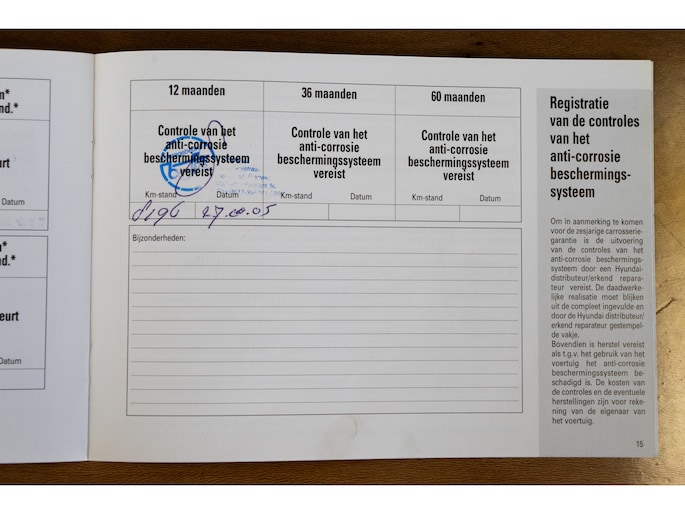 n*
nd.*
urt
Datum
n*
nd.*
eurt
Datum
12 maanden
36 maanden
60 maanden
Controle van het
anti-corrosie
beschermingssysteem
vereist
Controle van het
anti-corrosie
beschermingssysteem
vereist
Controle van het
anti-corrosie
beschermingssysteem
vereist
Km-stand Datum
Km-stand Datum
Km-stand Datum
Bijzonderheden:
Registratie
van de controles
van het
anti-corrosie
beschermings-
systeem
Om in aanmerking te komen
voor de zesjarige carrosserie-
garantie is de uitvoering
van de controles van het
anti-corrosie beschermings-
systeem door een Hyundai-
distributeur/erkend repara-
teur vereist. De daadwerke-
lijke realisatie moet blijken
uit de compleet ingevulde en
door de Hyundai distributeur/
erkend reparateur gestempel-
de vakje.
Bovendien is herstel vereist
als t.g.v. het gebruik van het
voertuig het anti-corrosie
beschermingssysteem be-
schadigd is. De kosten van
de controles en de eventuele
herstellingen zijn voor reke-
ning van de eigenaar van
het voertuig.
15